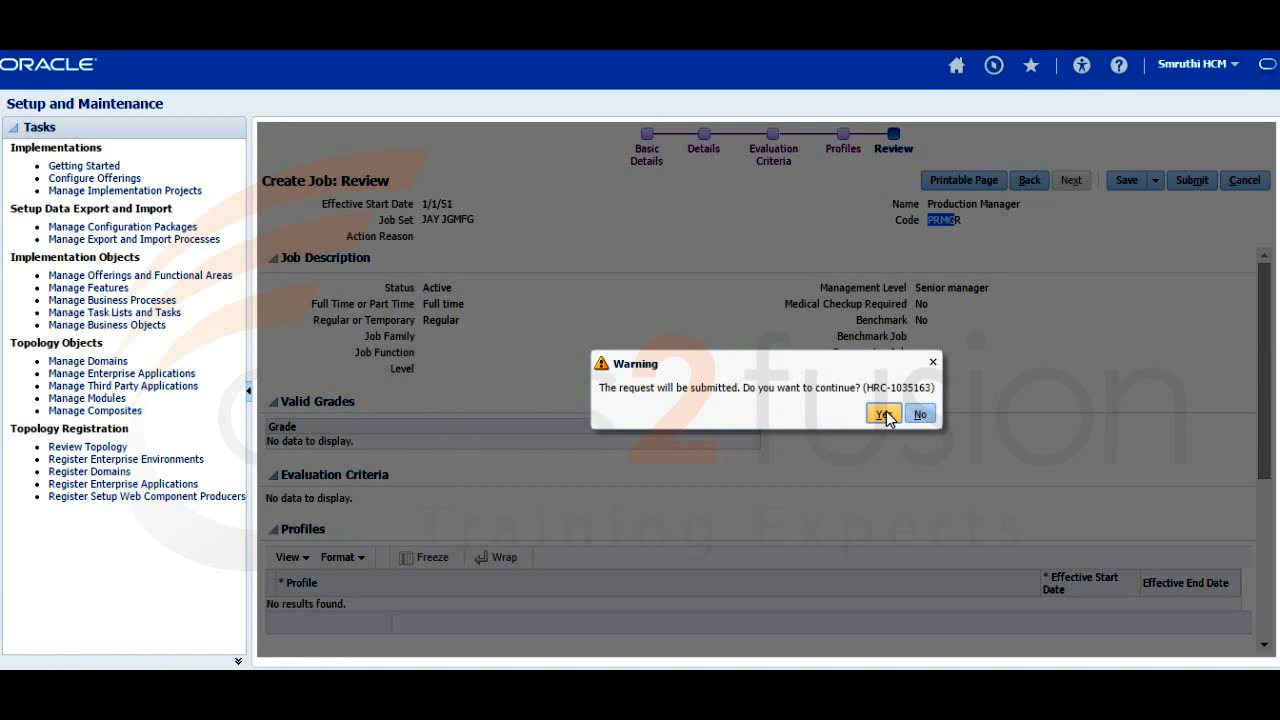 ORACLE
Smruthi HCM
Setup and Maintenance
Tasks
Implementations
Getting Started
Configure Offerings
Manage Implementation Projects
Setup Data Export and Import
Manage Configuration Packages
Manage Export and Import Processes
Implementation Objects
Manage Offerings and Functional Areas
Manage Features
Manage Business Processes
Manage Task Lists and Tasks
Manage Business Objects
Topology Objects
Manage Domains
Manage Enterprise Applications
Manage Third Party Applications
Manage Modules
Manage Composites
Topology Registration
Review Topology
Register Enterprise Environments
Register Domains
Register Enterprise Applications
Register Setup Web Component Producers
Basic Details
Details
Evaluation Criteria
Profiles
Review
Create Job: Review
Printable Page Back Next Save Submit Cancel
Effective Start Date 1/1/51
Job Set JAY JGMFG
Action Reason
Name Production Manager
Code PRMGR
Job Description
Status Active
Full Time or Part Time Full time
Regular or Temporary Regular
Job Family
Job Function
Level
Management Level Senior manager
Medical Checkup Required No
Benchmark No
Benchmark Job
Warning
The request will be submitted. Do you want to continue? (HRC-1035163)
Yes No
Valid Grades
Grade
No data to display.
Evaluation Criteria
No data to display.
Profiles
View Format Freeze Wrap
* Profile * Effective Start Date Effective End Date
No results found.
2fusion
Training Experts